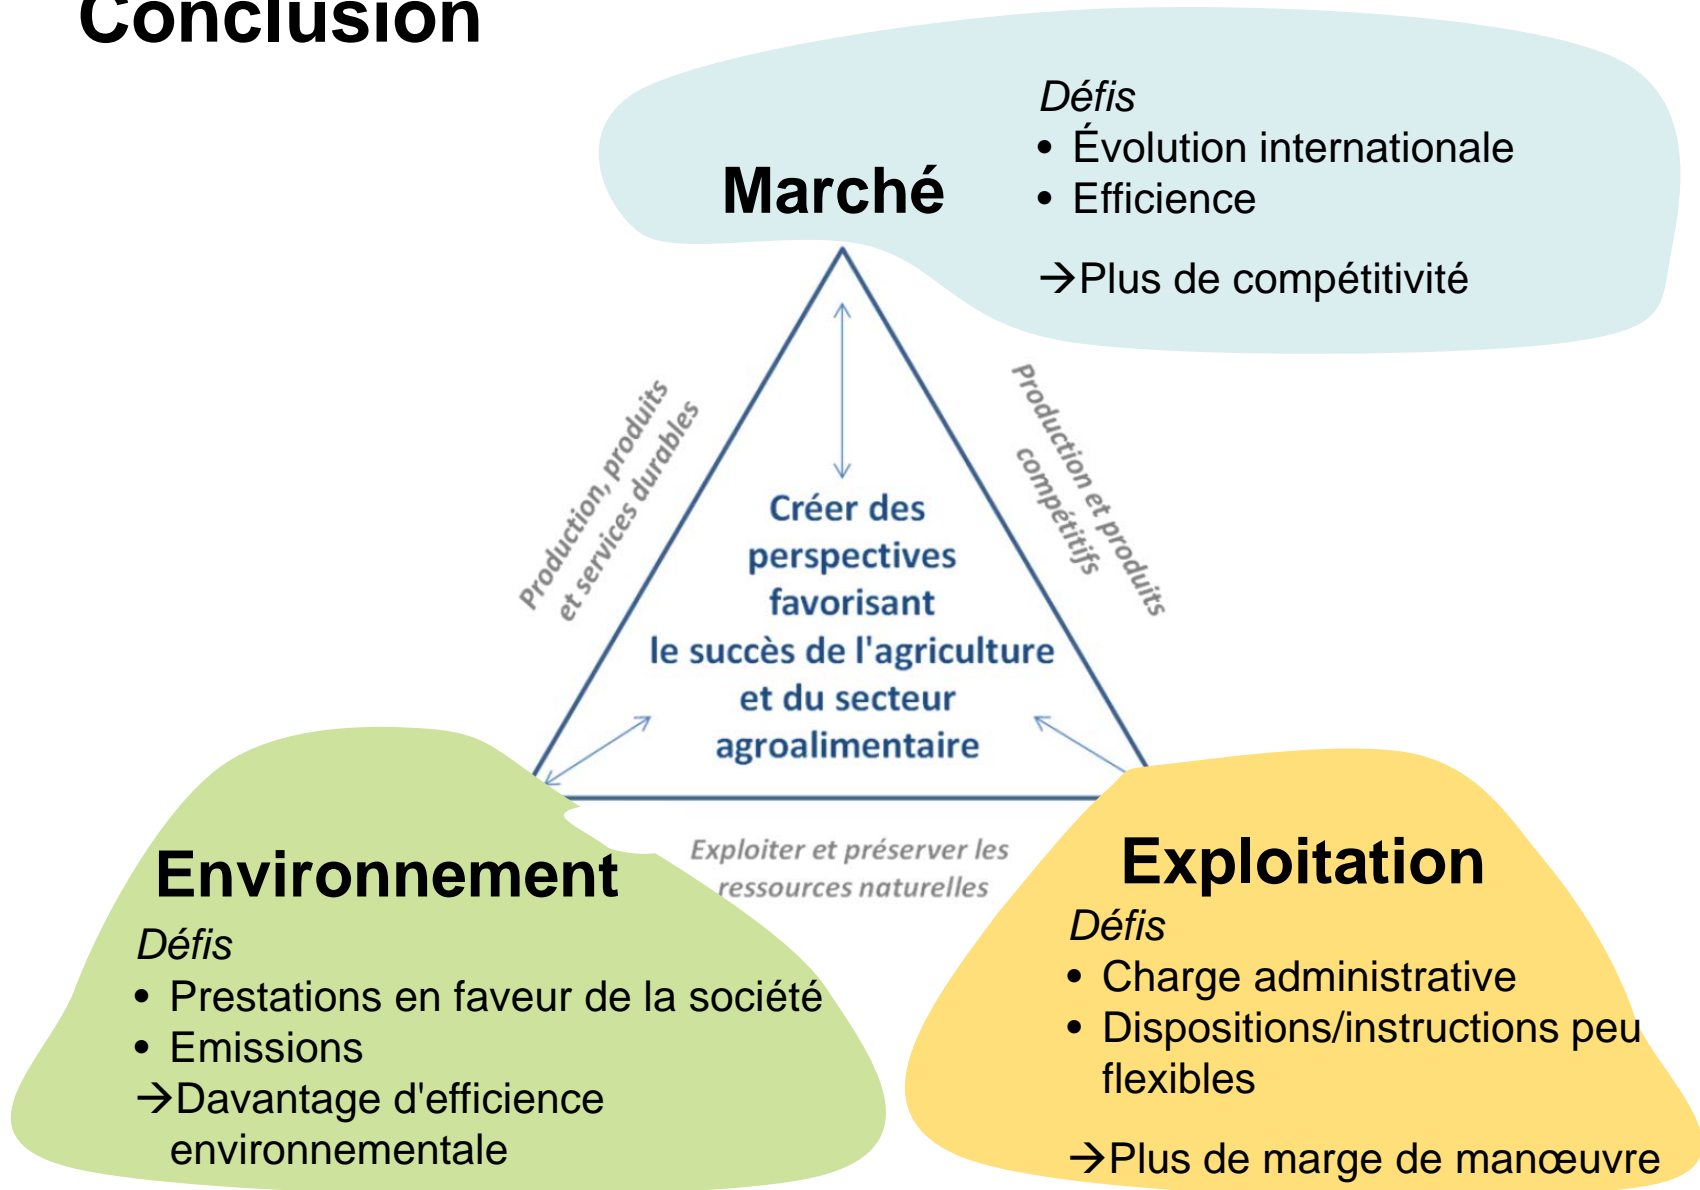 Conclusion
Marché
Défis
• Évolution internationale
• Efficience
→Plus de compétitivité
Production, produits
et services durables
Production et produits
compétitifs
Créer des
perspectives
favorisant
le succès de l'agriculture
et du secteur
agroalimentaire
Exploiter et préserver les
ressources naturelles
Environnement
Défis
• Prestations en faveur de la société
• Emissions
→Davantage d'efficience
environnementale
Exploitation
Défis
• Charge administrative
• Dispositions/instructions peu
flexibles
→Plus de marge de manœuvre